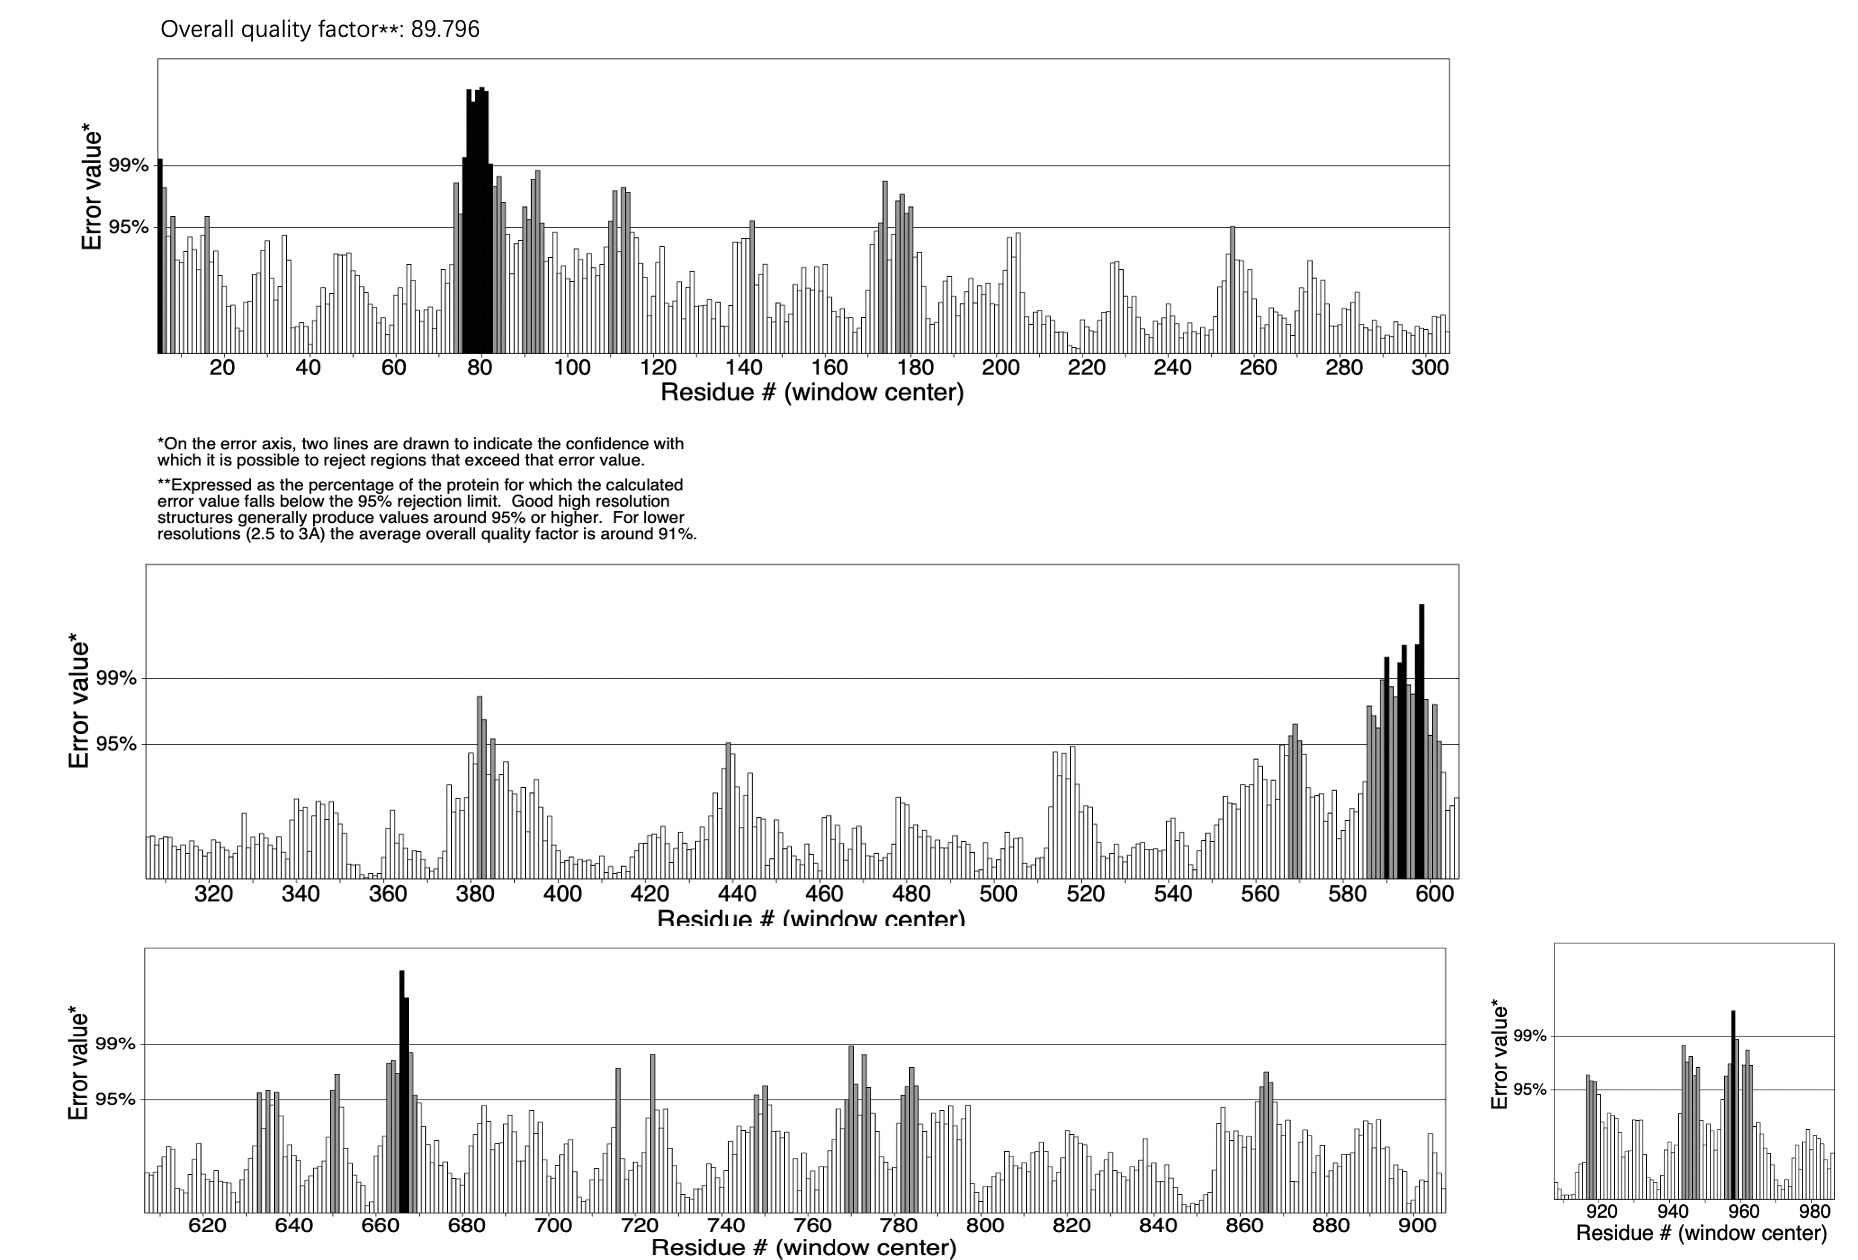 Overall quality factor**: 89.796
Error value*
99%
95%
20 40 60 80 100 120 140 160 180 200 220 240 260 280 300
Residue # (window center)
*On the error axis, two lines are drawn to indicate the confidence with
which it is possible to reject regions that exceed that error value.
**Expressed as the percentage of the protein for which the calculated
error value falls below the 95% rejection limit. Good high resolution
structures generally produce values around 95% or higher. For lower
resolutions (2.5 to 3A) the average overall quality factor is around 91%.
Error value*
99%
95%
320 340 360 380 400 420 440 460 480 500 520 540 560 580 600
Residue # (window center)
Error value*
99%
95%
620 640 660 680 700 720 740 760 780 800 820 840 860 880 900
Residue # (window center)
Error value*
99%
95%
920 940 960 980
Residue # (window center)